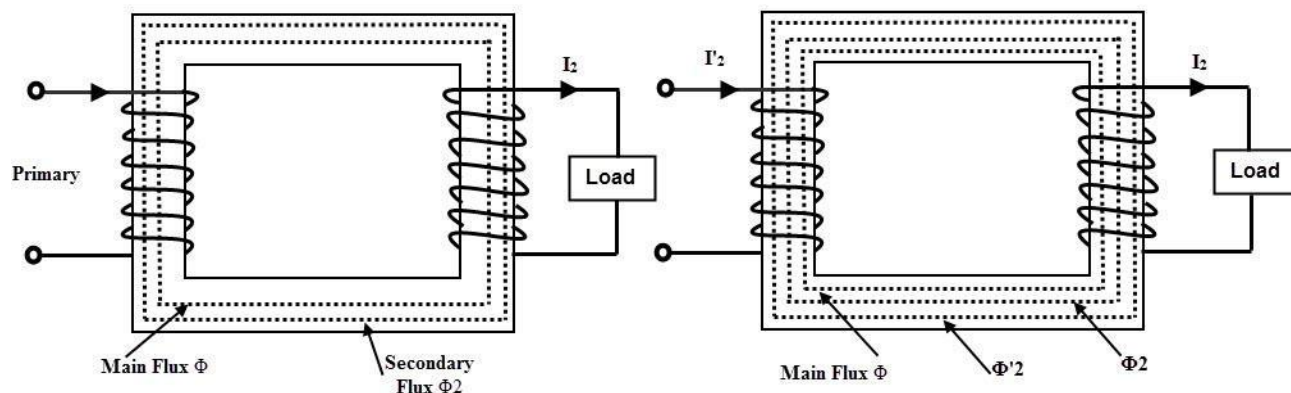 I2
Load
Primary
Main Flux Φ
Secondary
Flux Φ2
I'2
I2
Load
Main Flux Φ
Φ'2
Φ2